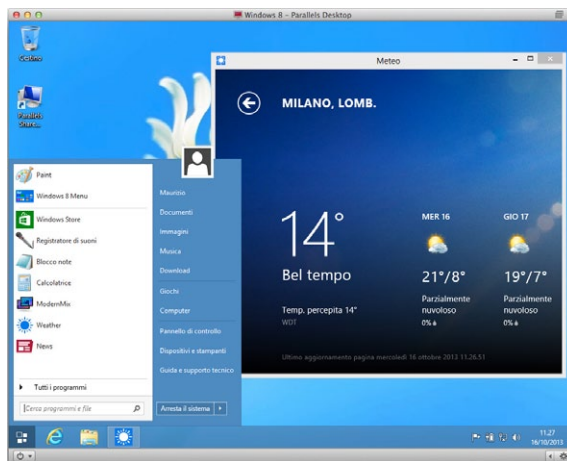 Windows 8 - Parallels Desktop
Cestino
Parallels
Share...
Meteo
MILANO, LOMB.
14°
Bel tempo
Temp. percepita 14°
WDT
MER 16
21°/8°
Parzialmente
nuvoloso
0%
GIO 17
19°/7°
Parzialmente
nuvoloso
0%
Ultimo aggiornamento pagina mercoledì 16 ottobre 2013 11.26.51
Paint
Windows 8 Menu
Windows Store
Registratore di suoni
Blocco note
Calcolatrice
ModernMix
Weather
News
Tutti i programmi
Cerca programmi e file
Maurizio
Documenti
Immagini
Musica
Download
Giochi
Computer
Pannello di controllo
Dispositivi e stampanti
Guida e supporto tecnico
Arresta il sistema
11.27
16/10/2013